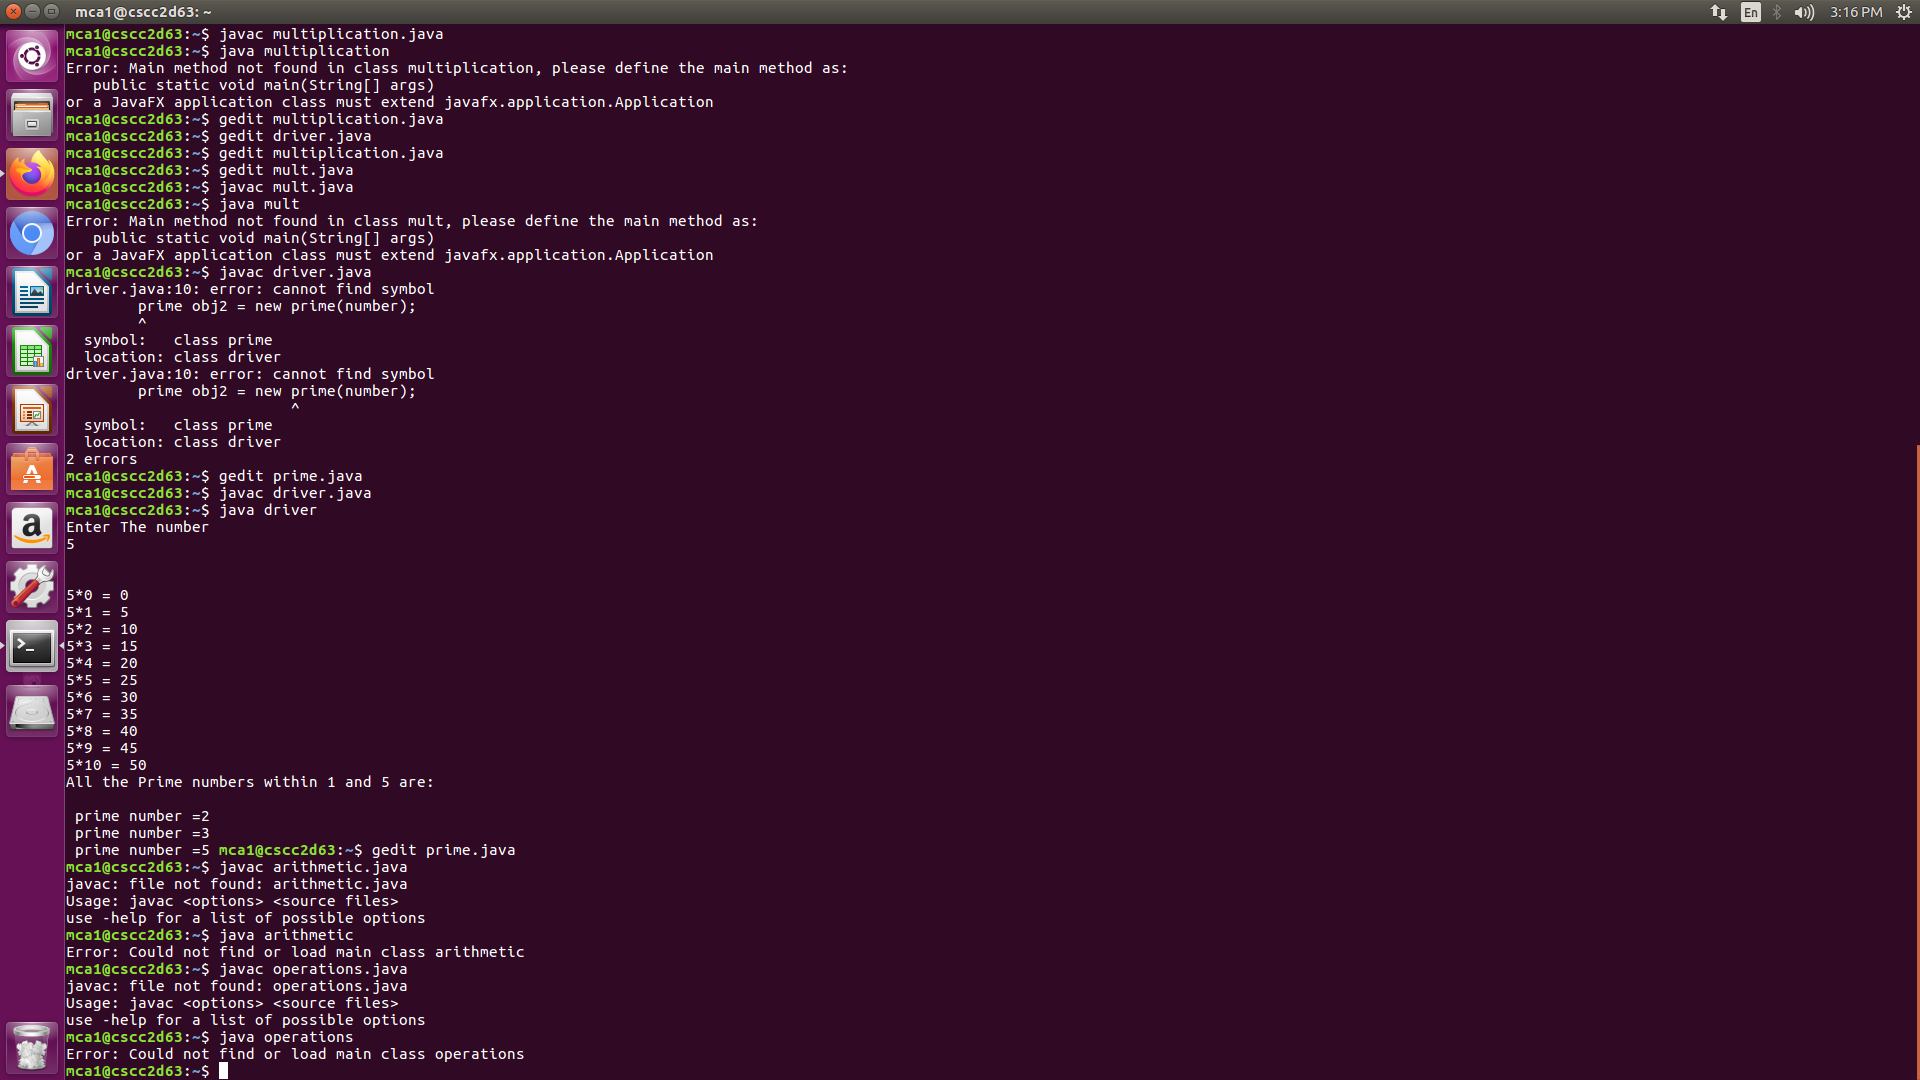 mca1@cscc2d63: ~
En
3:16 PM
mca1@cscc2d63:~$ javac multiplication.java
mca1@cscc2d63:~$ java multiplication
Error: Main method not found in class multiplication, please define the main method as:
   public static void main(String[] args)
or a JavaFX application class must extend javafx.application.Application
mca1@cscc2d63:~$ gedit multiplication.java
mca1@cscc2d63:~$ gedit driver.java
mca1@cscc2d63:~$ gedit multiplication.java
mca1@cscc2d63:~$ gedit mult.java
mca1@cscc2d63:~$ javac mult.java
mca1@cscc2d63:~$ java mult
Error: Main method not found in class mult, please define the main method as:
   public static void main(String[] args)
or a JavaFX application class must extend javafx.application.Application
mca1@cscc2d63:~$ javac driver.java
driver.java:10: error: cannot find symbol
        prime obj2 = new prime(number);
        ^
  symbol:   class prime
  location: class driver
driver.java:10: error: cannot find symbol
        prime obj2 = new prime(number);
                         ^
  symbol:   class prime
  location: class driver
2 errors
mca1@cscc2d63:~$ gedit prime.java
mca1@cscc2d63:~$ javac driver.java
mca1@cscc2d63:~$ java driver
Enter The number
5
5*0 = 0
5*1 = 5
5*2 = 10
5*3 = 15
5*4 = 20
5*5 = 25
5*6 = 30
5*7 = 35
5*8 = 40
5*9 = 45
5*10 = 50
All the Prime numbers within 1 and 5 are:
 prime number =2
 prime number =3
 prime number =5 mca1@cscc2d63:~$ gedit prime.java
mca1@cscc2d63:~$ javac arithmetic.java
javac: file not found: arithmetic.java
Usage: javac <options> <source files>
use -help for a list of possible options
mca1@cscc2d63:~$ java arithmetic
Error: Could not find or load main class arithmetic
mca1@cscc2d63:~$ javac operations.java
javac: file not found: operations.java
Usage: javac <options> <source files>
use -help for a list of possible options
mca1@cscc2d63:~$ java operations
Error: Could not find or load main class operations
mca1@cscc2d63:~$